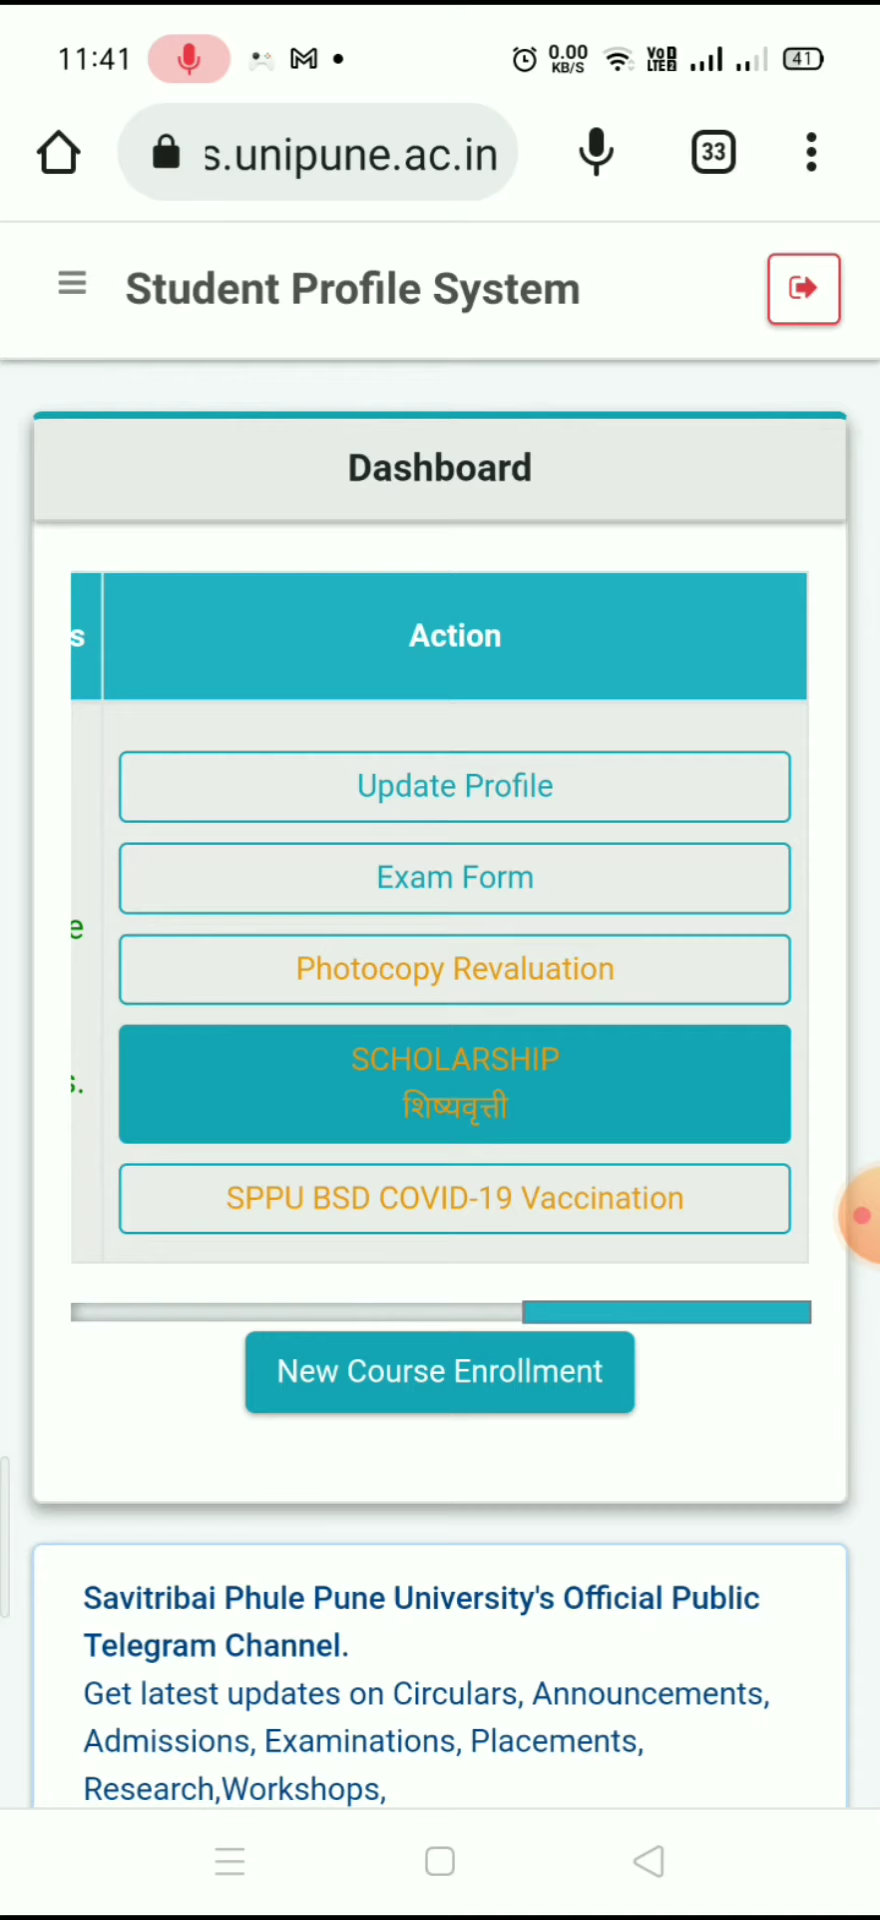 11:41
0.00
KB/S
VoD
LTE2
41
s.unipune.ac.in
33
Student Profile System
Dashboard
s
Action
Update Profile
Exam Form
e
Photocopy Revaluation
SCHOLARSHIP
s.
शिष्यवृत्ती
SPPU BSD COVID-19 Vaccination
New Course Enrollment
Savitribai Phule Pune University's Official Public
Telegram Channel.
Get latest updates on Circulars, Announcements,
Admissions, Examinations, Placements,
Research,Workshops,